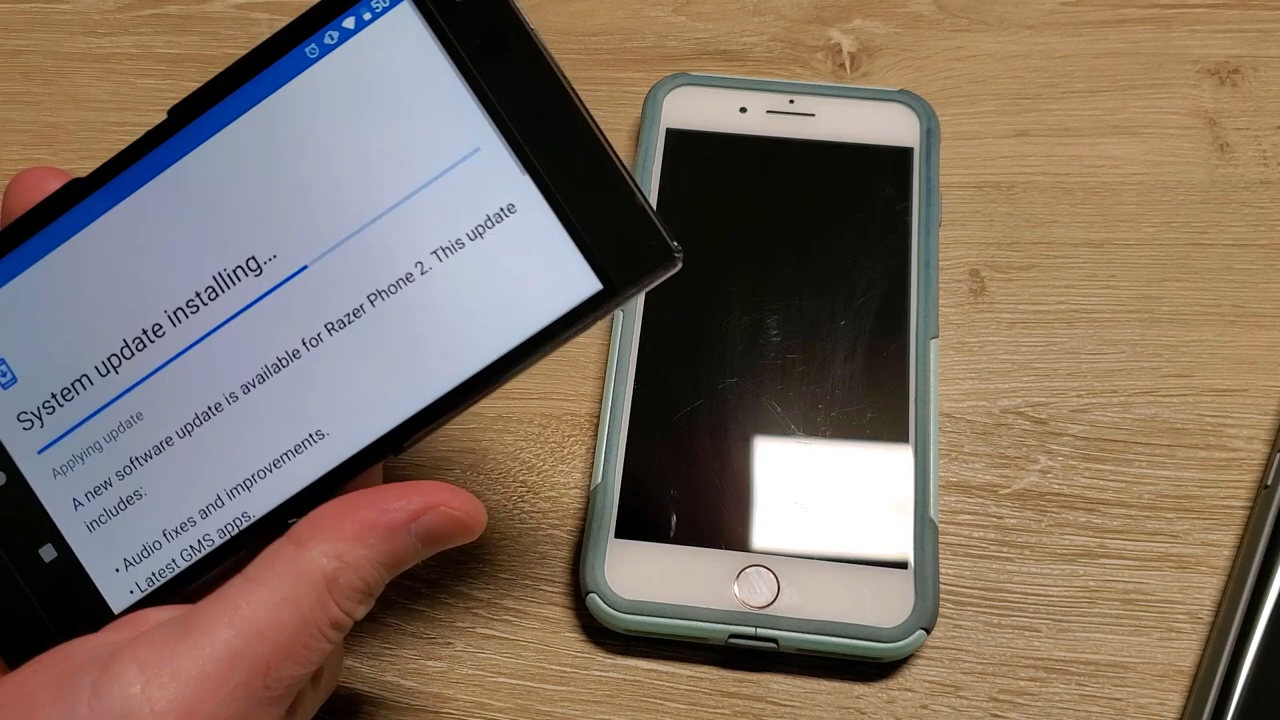 50
System update installing...
Applying update
A new software update is available for Razer Phone 2. This update
includes:
• Audio fixes and improvements.
• Latest GMS apps.